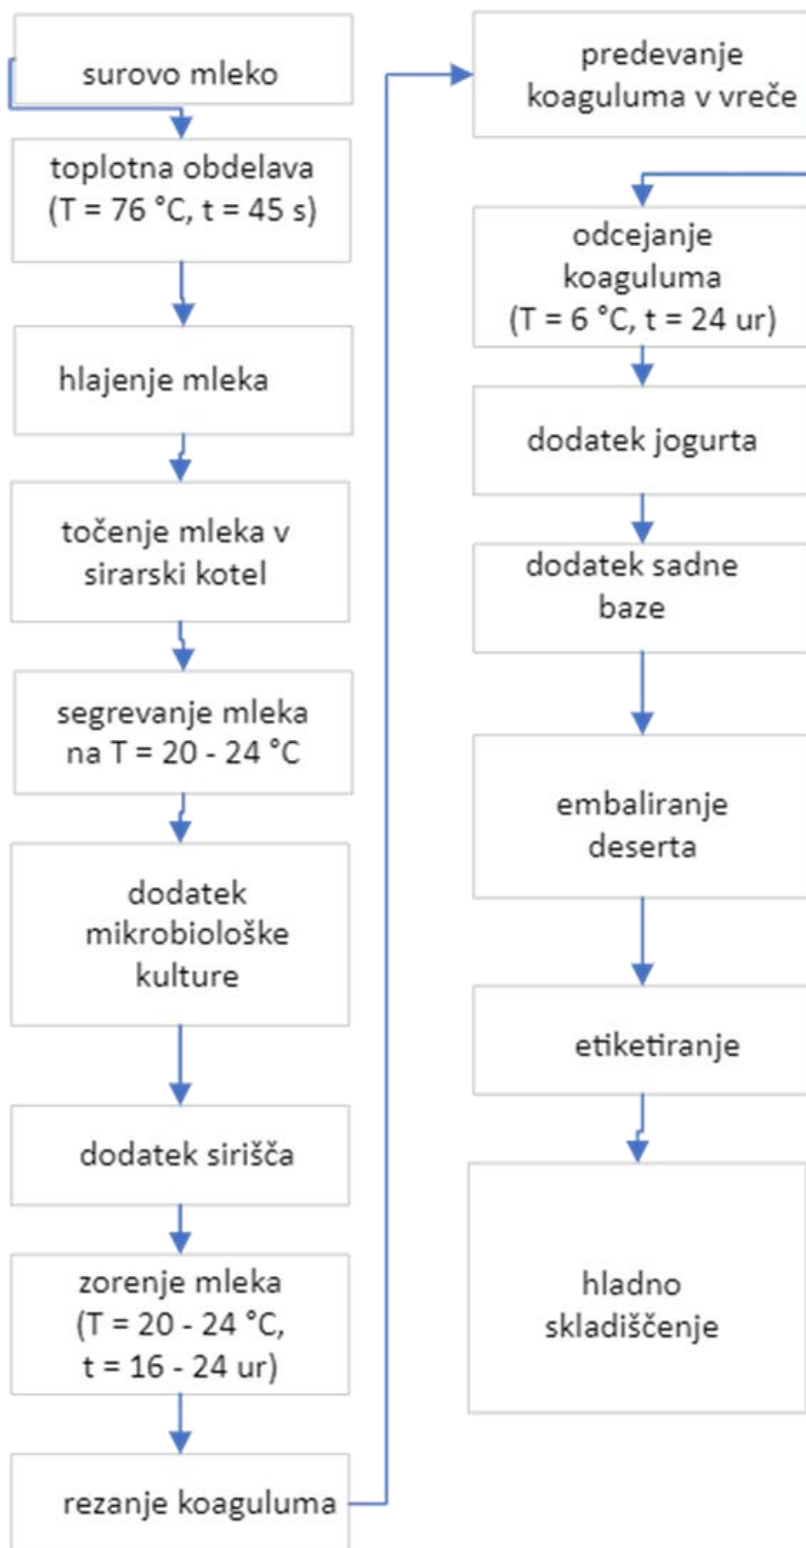 surovo mleko
toplotna obdelava
(T = 76 °C, t = 45 s)
hlajenje mleka
točenje mleka v
sirarski kotel
segrevanje mleka
na T = 20 - 24 °C
dodatek
mikrobiološke
kulture
dodatek sirišča
zorenje mleka
(T = 20 - 24 °C,
t = 16 - 24 ur)
rezanje koaguluma
predevanje
koaguluma v vreče
odcejanje
koaguluma
(T = 6 °C, t = 24 ur)
dodatek jogurta
dodatek sadne
baze
embaliranje
deserta
etiketiranje
hladno
skladiščenje